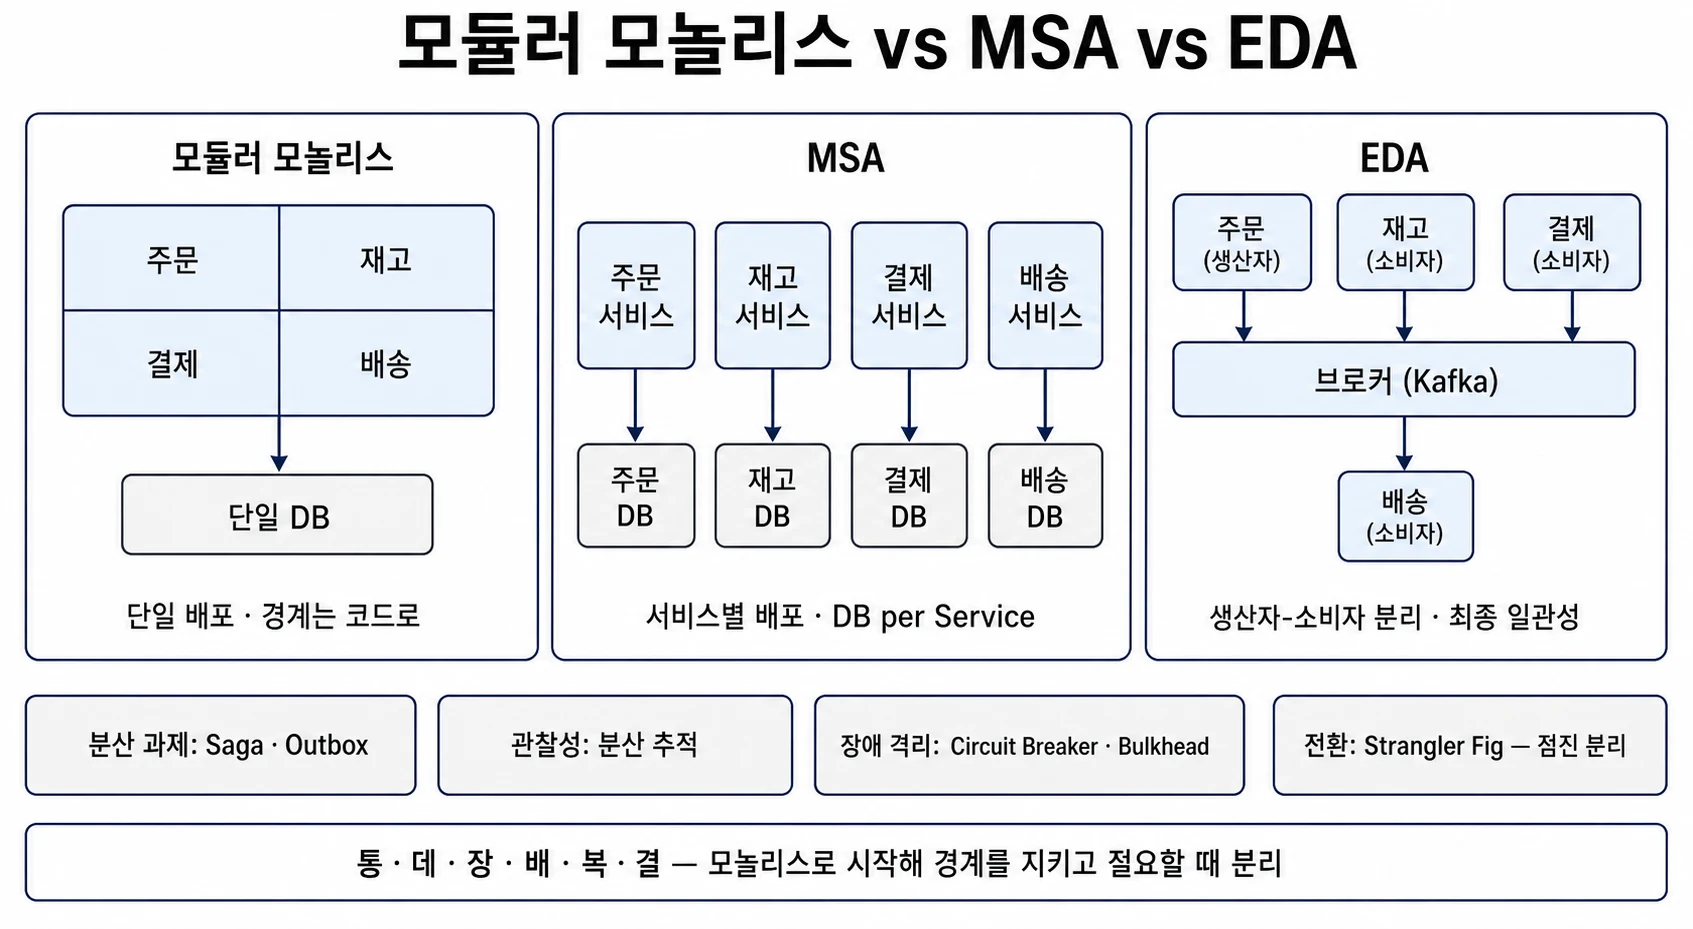 모듈러 모놀리스 vs MSA vs EDA
모듈러 모놀리스
주문
재고
결제
배송
단일 DB
단일 배포 · 경계는 코드로
MSA
주문
서비스
재고
서비스
결제
서비스
배송
서비스
주문
DB
재고
DB
결제
DB
배송
DB
서비스별 배포 · DB per Service
EDA
주문
(생산자)
재고
(소비자)
결제
(소비자)
브로커 (Kafka)
배송
(소비자)
생산자-소비자 분리 · 최종 일관성
분산 과제: Saga · Outbox
관찰성: 분산 추적
장애 격리: Circuit Breaker · Bulkhead
전환: Strangler Fig — 점진 분리
통 · 데 · 장 · 배 · 복 · 결 — 모놀리스로 시작해 경계를 지키고 절요할 때 분리